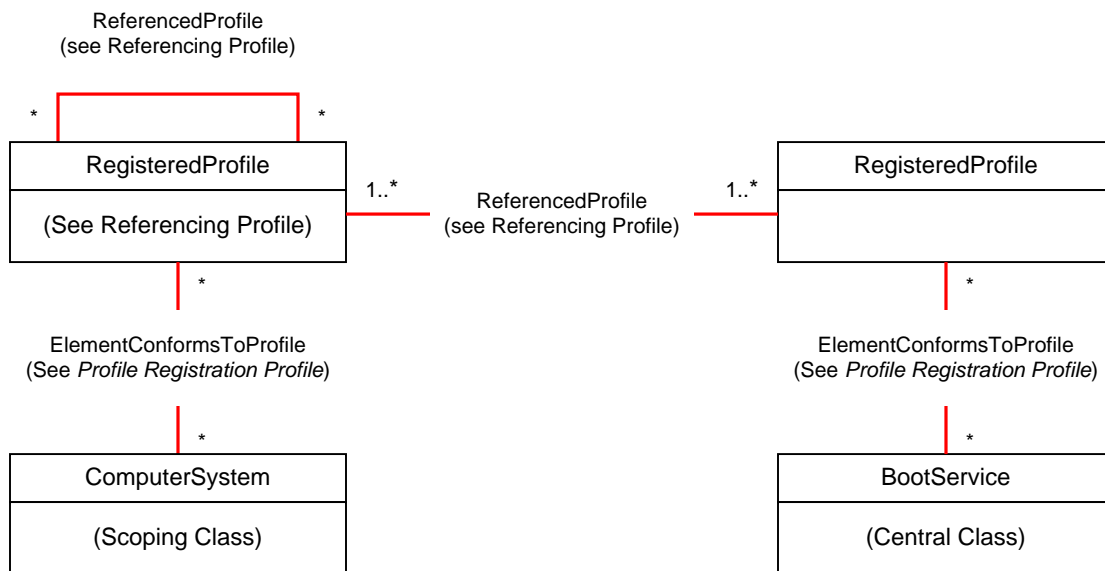 ReferencedProfile
(see Referencing Profile)
*
*
RegisteredProfile
(See Referencing Profile)
1..*
ReferencedProfile
(see Referencing Profile)
1..*
RegisteredProfile
*
*
ElementConformsToProfile
(See Profile Registration Profile)
ElementConformsToProfile
(See Profile Registration Profile)
*
*
ComputerSystem
(Scoping Class)
BootService
(Central Class)